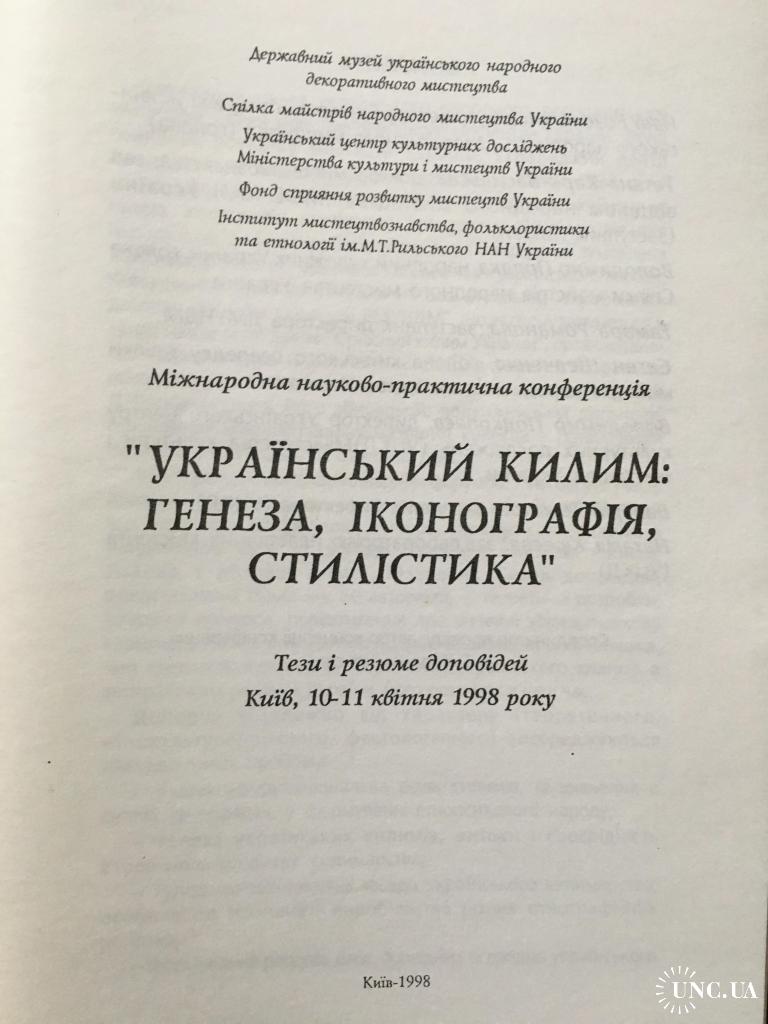 Державний музей українського народного
декоративного мистецтва
Спілка майстрів народного мистецтва України
Український центр культурних досліджень
Міністерства культури і мистецтв України
Фонд сприяння розвитку мистецтв України
Інститут мистецтвознавства, фольклористики
та етнології ім.М.Т.Рильського НАН України
Міжнародна науково-практична конференція
"УКРАЇНСЬКИЙ КИЛИМ:
ГЕНЕЗА, ІКОНОГРАФІЯ,
СТИЛІСТИКА"
Тези і резюме доповідей
Київ, 10-11 квітня 1998 року
Київ-1998
UNC.UA